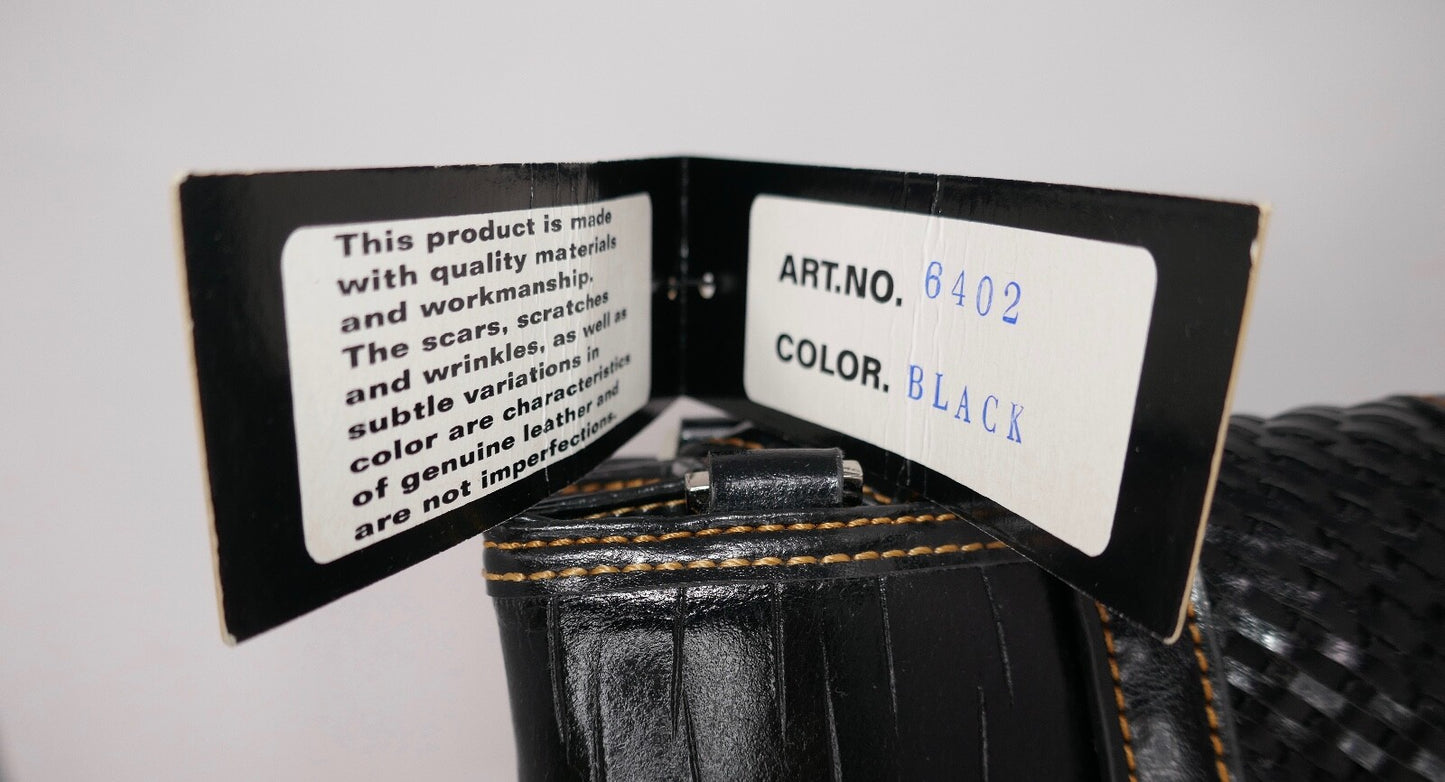 This product is made
with quality materials
and workmanship.
The scars, scratches
and wrinkles, as well as
subtle variations in
color are characteristics
of genuine leather and
are not imperfections.
ART.NO. 6402
COLOR. BLACK